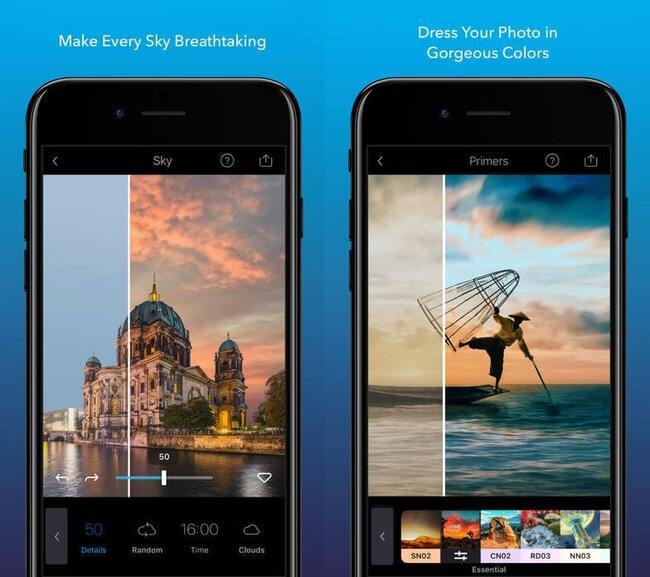 Make Every Sky Breathtaking
Sky
?
50
50
16:00
Details
Random
Time
Clouds
Dress Your Photo in
Gorgeous Colors
Primers
?
SN02
CN02
RD03
NN03
Essential